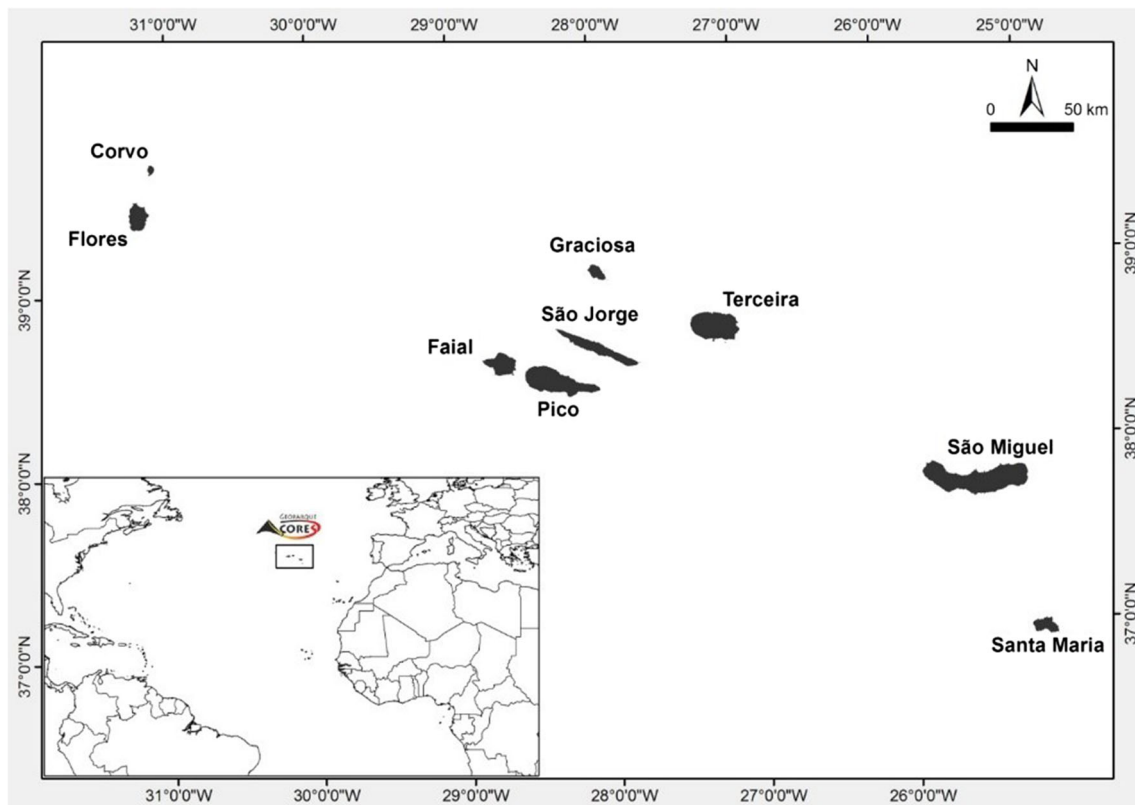 31°0'0"W 30°0'0"W 29°0'0"W 28°0'0"W 27°0'0"W 26°0'0"W 25°0'0"W
N
0 50 km
Corvo
Flores
39°0'0"N
Graciosa
39°0'0"N
São Jorge
Terceira
Faial
Pico
38°0'0"N
São Miguel
38°0'0"N
GEOPARQUE
AÇORES
37°0'0"N
Santa Maria
37°0'0"N
31°0'0"W 30°0'0"W 29°0'0"W 28°0'0"W 27°0'0"W 26°0'0"W